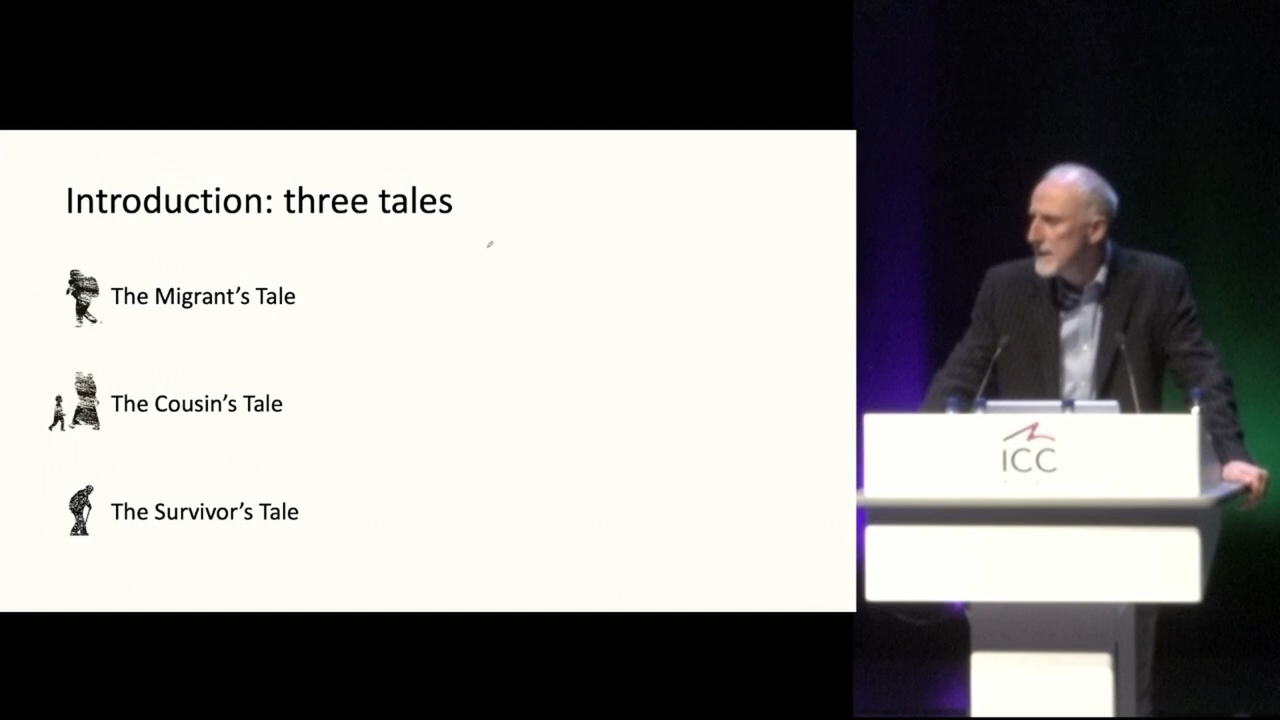 Introduction: three tales
The Migrant’s Tale
The Cousin’s Tale
The Survivor’s Tale
ICC